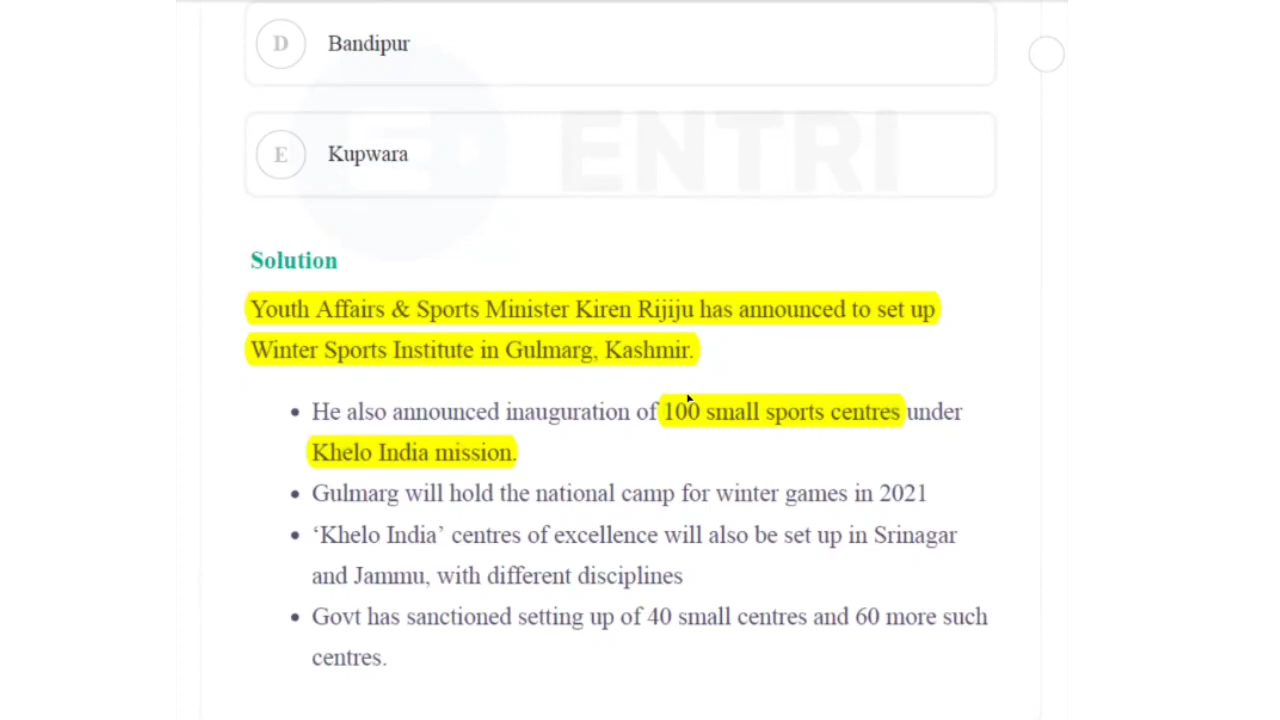 D Bandipur
ENTRI
E Kupwara
Solution
Youth Affairs & Sports Minister Kiren Rijiju has announced to set up
Winter Sports Institute in Gulmarg, Kashmir.
• He also announced inauguration of 100 small sports centres under
Khelo India mission.
• Gulmarg will hold the national camp for winter games in 2021
• ‘Khelo India’ centres of excellence will also be set up in Srinagar
and Jammu, with different disciplines
• Govt has sanctioned setting up of 40 small centres and 60 more such
centres.